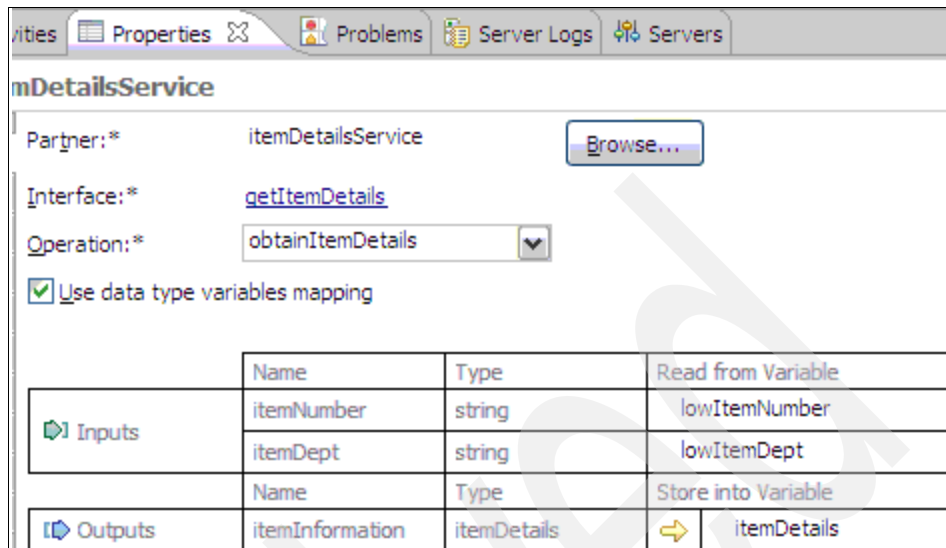 vities Properties Problems Server Logs Servers
mDetailsService
Partner:* itemDetailsService Browse...
Interface:* getItemDetails
Operation:* obtainItemDetails
Use data type variables mapping
Name Type Read from Variable
Inputs itemNumber string lowItemNumber
itemDept string lowItemDept
Name Type Store into Variable
Outputs itemInformation itemDetails itemDetails